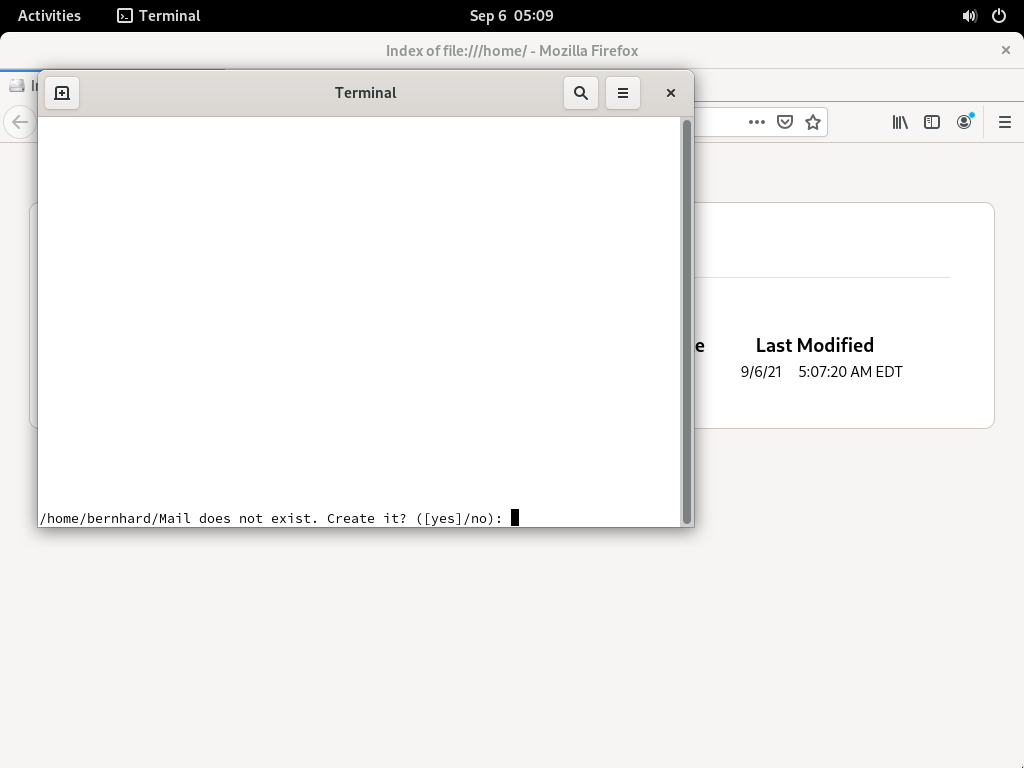 Activities
Terminal
Sep 6 05:09
Index of file:///home/ - Mozilla Firefox
Terminal
Last Modified
9/6/21 5:07:20 AM EDT
/home/bernhard/Mail does not exist. Create it? ([yes]/no):